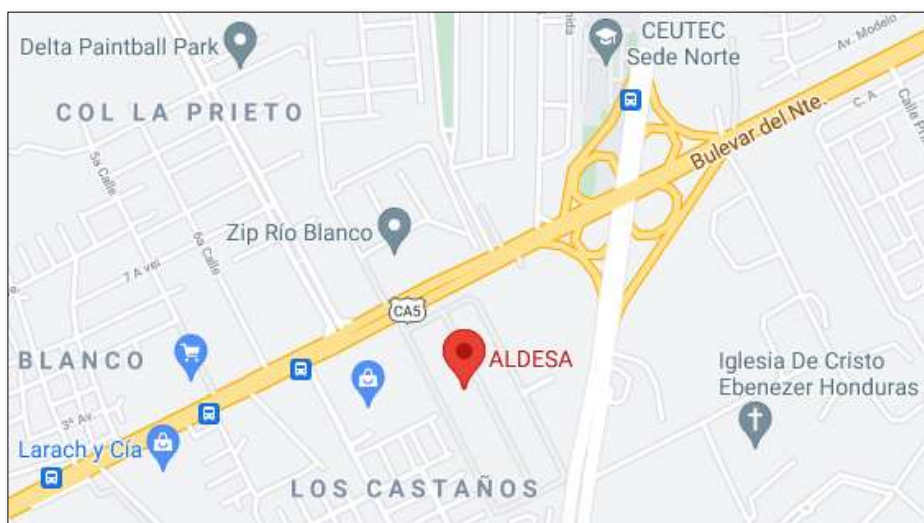 CEUTEC
Sede Norte
Av. Modelo
Delta Paintball Park
COL LA PRIETO
C. A
Bulevar del Nte.
5a Calle
6a Calle
Zip Río Blanco
7 A vei
CA5
BLANCO
ALDESA
Iglesia De Cristo
Ebenezer Honduras
3ª Av.
Larach y Cía
LOS CASTAÑOS